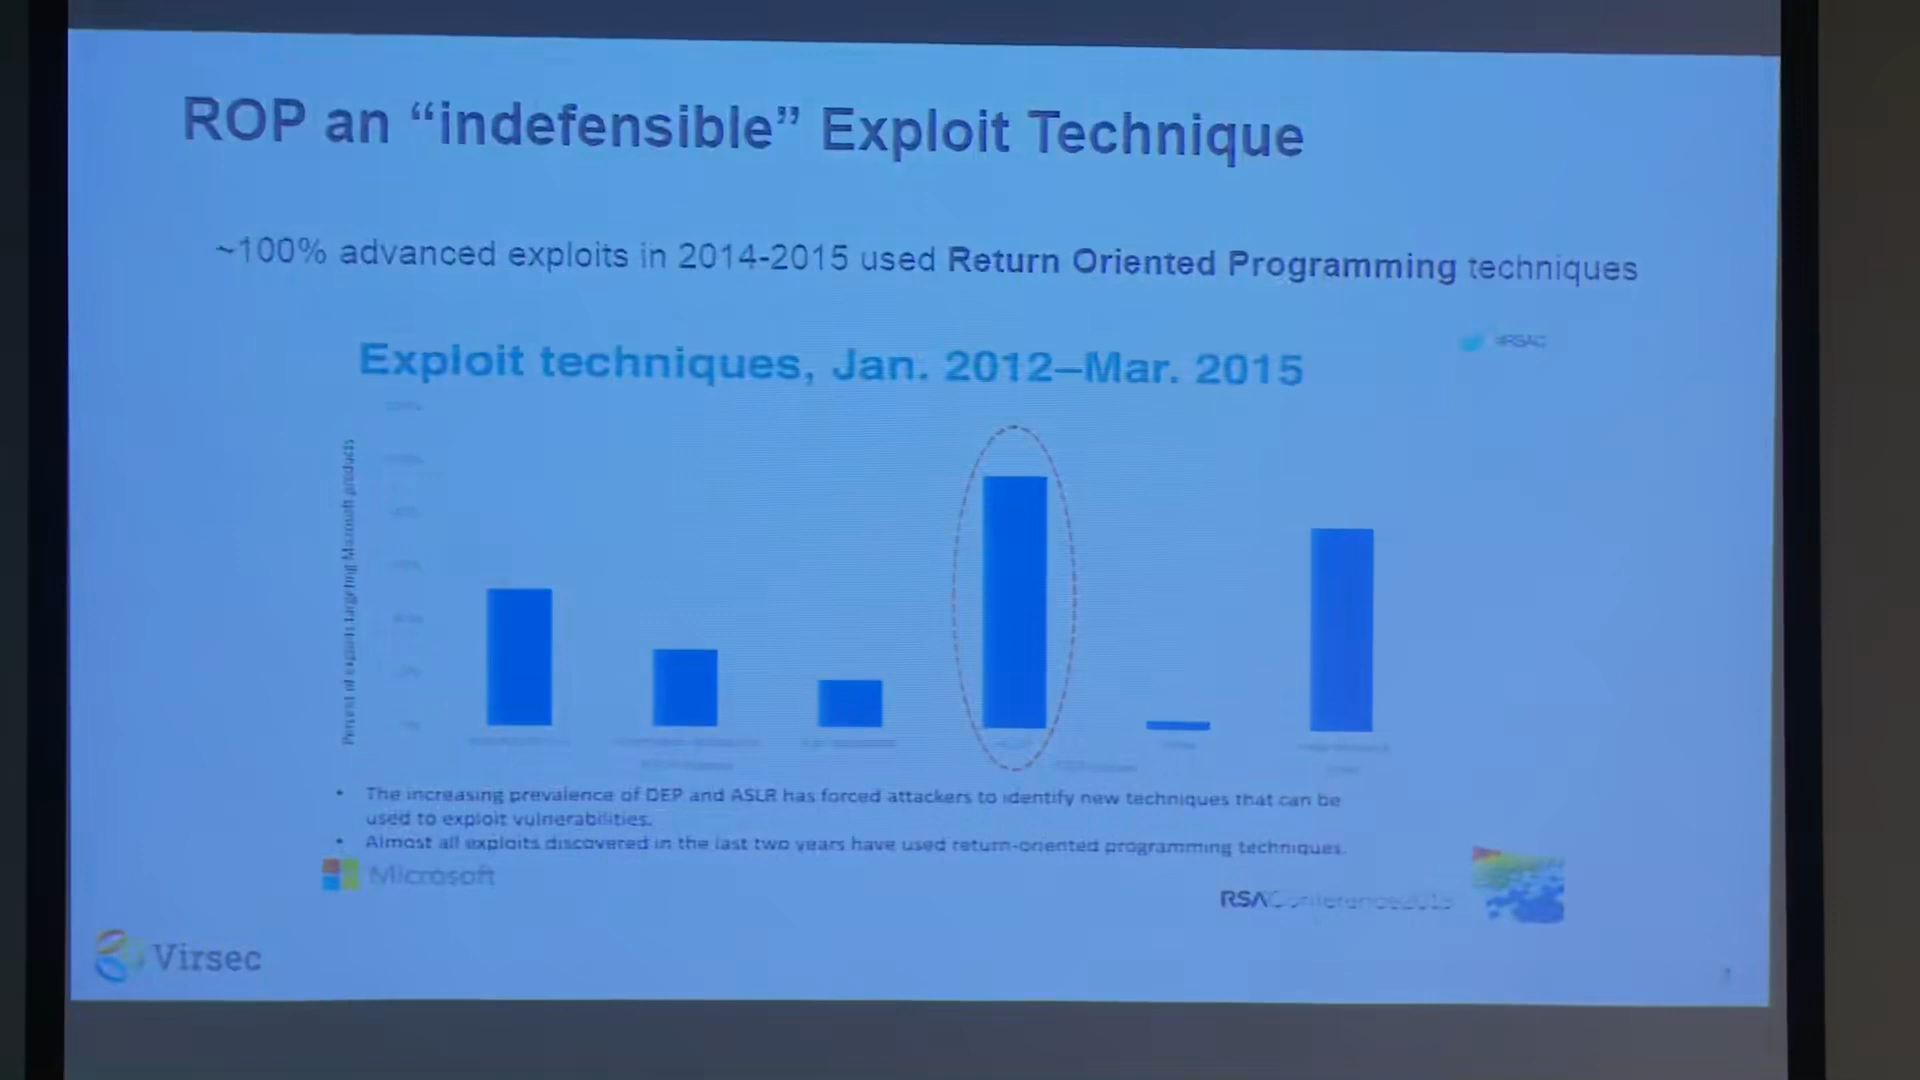 ROP an “indefensible” Exploit Technique
~100% advanced exploits in 2014-2015 used Return Oriented Programming techniques
#RSAC
Exploit techniques, Jan. 2012–Mar. 2015
Percent of exploits targeting Microsoft products
• The increasing prevalence of DEP and ASLR has forced attackers to identify new techniques that can be
used to exploit vulnerabilities.
• Almost all exploits discovered in the last two years have used return-oriented programming techniques.
Microsoft
RSAConference2015
Virsec